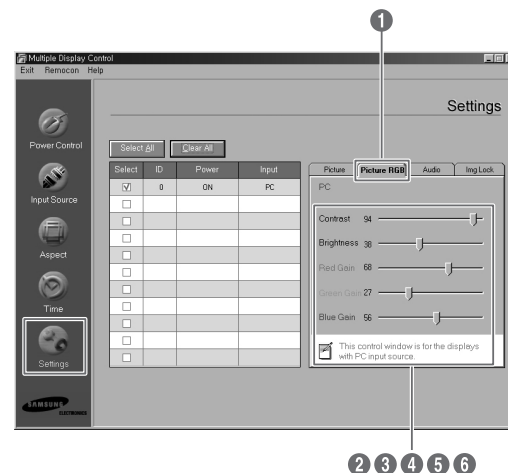 1
Multiple Display Control
Exit Remocon Help
Settings
Power Control
Input Source
Aspect
Time
Settings
SAMSUNG
ELECTRONICS
Select All Clear All
Select ID Power Input
0 ON PC
Picture Picture RGB Audio Img Lock
PC
Contrast 94
Brightness 38
Red Gain 68
Green Gain 27
Blue Gain 56
This control window is for the displays
with PC input source.
2 3 4 5 6